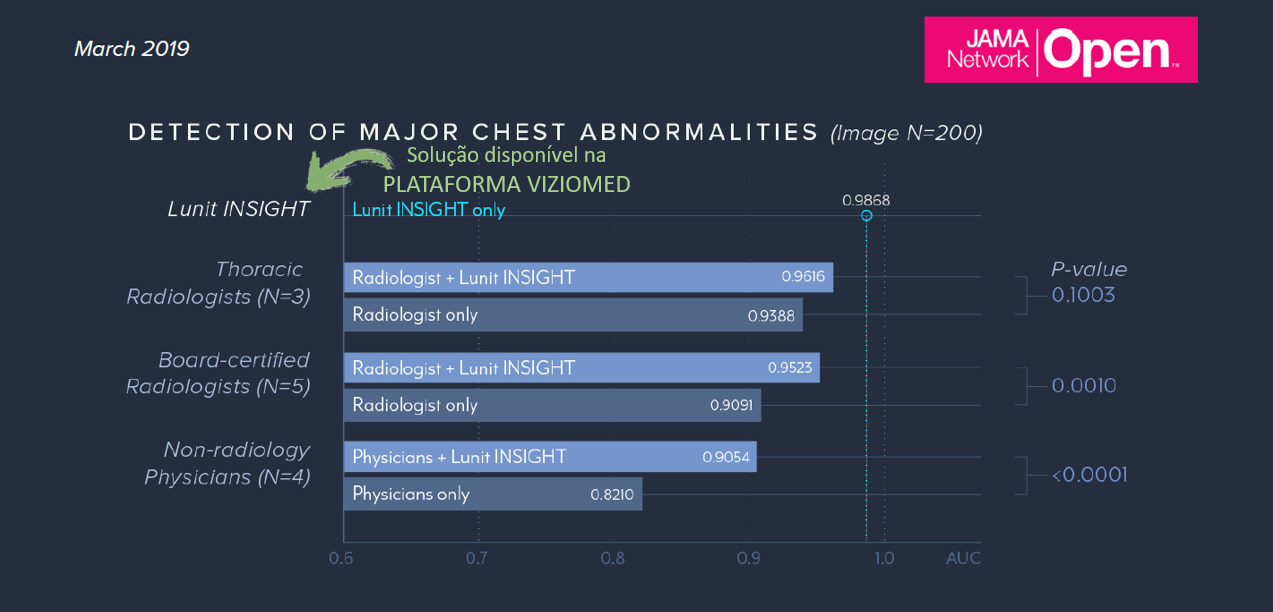 March 2019
JAMA Network Open™
DETECTION OF MAJOR CHEST ABNORMALITIES (Image N=200)
Solução disponível na
PLATAFORMA VIZIOMED
Lunit INSIGHT
Lunit INSIGHT only
0.9868
Thoracic
Radiologists (N=3)
Radiologist + Lunit INSIGHT
0.9616
Radiologist only
0.9388
P-value
0.1003
Board-certified
Radiologists (N=5)
Radiologist + Lunit INSIGHT
0.9523
Radiologist only
0.9091
0.0010
Non-radiology
Physicians (N=4)
Physicians + Lunit INSIGHT
0.9054
Physicians only
0.8210
<0.0001
0.6 0.7 0.8 0.9 1.0 AUC